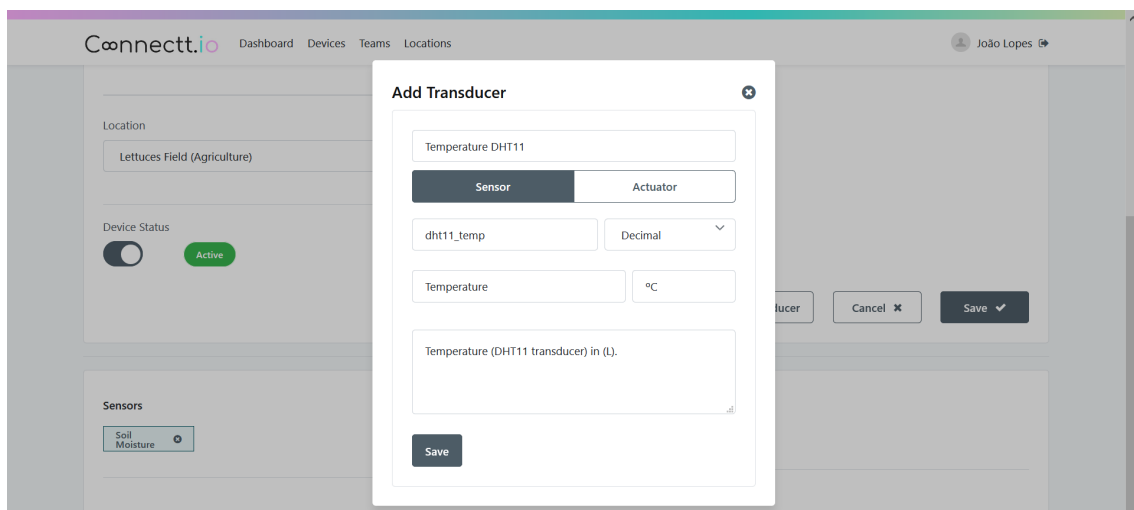 Connectt.io Dashboard Devices Teams Locations João Lopes
Add Transducer
Location
Temperature DHT11
Lettuces Field (Agriculture)
Sensor Actuator
Device Status
dht11_temp Decimal
Active
Temperature ºC
Cancel Save
Temperature (DHT11 transducer) in (L).
Sensors
Soil
Moisture
Save